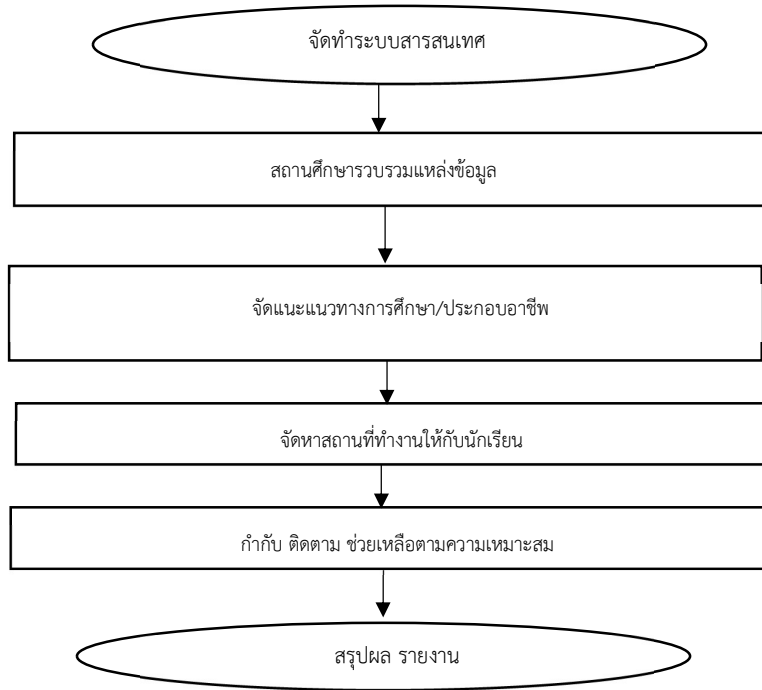 จัดทำระบบสารสนเทศ
สถานศึกษารวบรวมแหล่งข้อมูล
จัดแนะแนวทางการศึกษา/ประกอบอาชีพ
จัดหาสถานที่ทำงานให้กับนักเรียน
กำกับ ติดตาม ช่วยเหลือตามความเหมาะสม
สรุปผล รายงาน